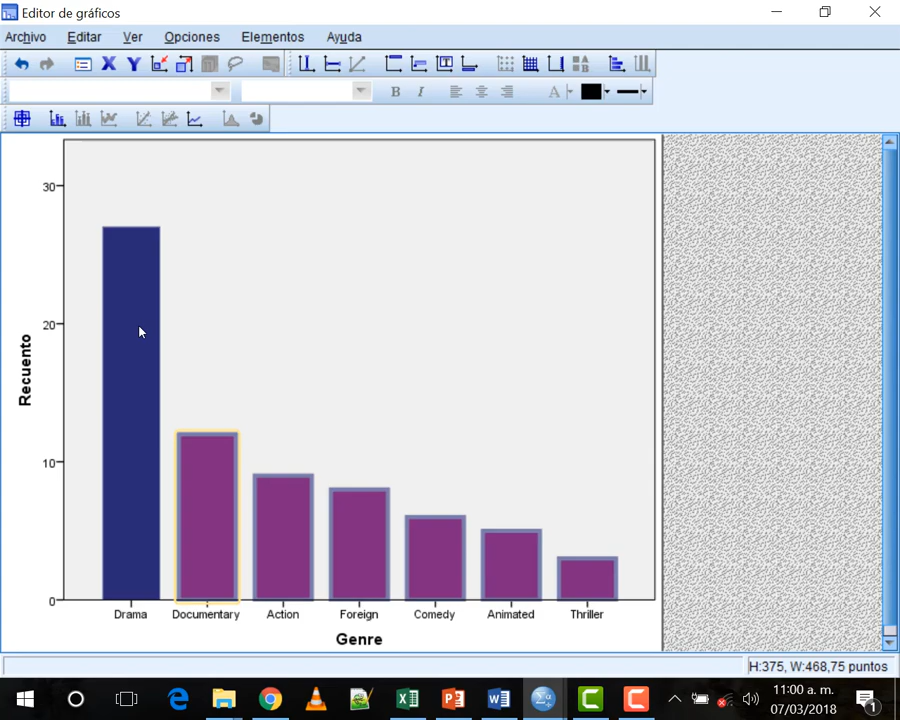 Editor de gráficos
Archivo Editar Ver Opciones Elementos Ayuda
X Y
B I A
30
20
10
0
Recuento
Drama Documentary Action Foreign Comedy Animated Thriller
Genre
H:375, W:468,75 puntos
11:00 a. m.
07/03/2018
1